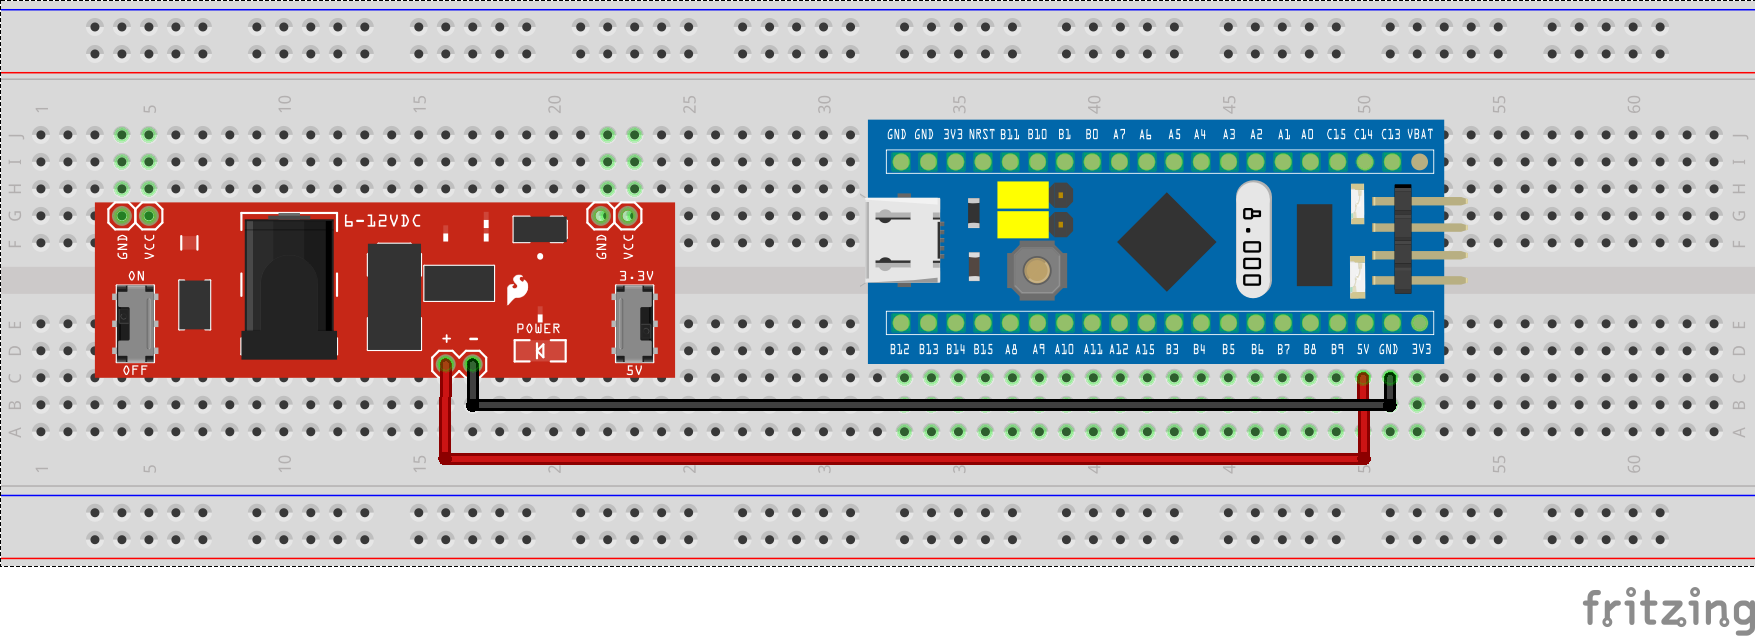 1 5 10 15 20 25 30 35 40 45 50 55 60
J J
I I
H H
G G
F F
E E
D D
C C
B B
A A
6-12VDC
GND VCC
GND VCC
ON
OFF
3.3V
5V
+ -
POWER
GND GND 3V3 NRST B11 B10 B1 B0 A7 A6 A5 A4 A3 A2 A1 A0 C15 C14 C13 VBAT
8.000
B12 B13 B14 B15 A8 A9 A10 A11 A12 A15 B3 B4 B5 B6 B7 B8 B9 5V GND 3V3
1 5 10 15 20 25 30 35 40 45 50 55 60
fritzing